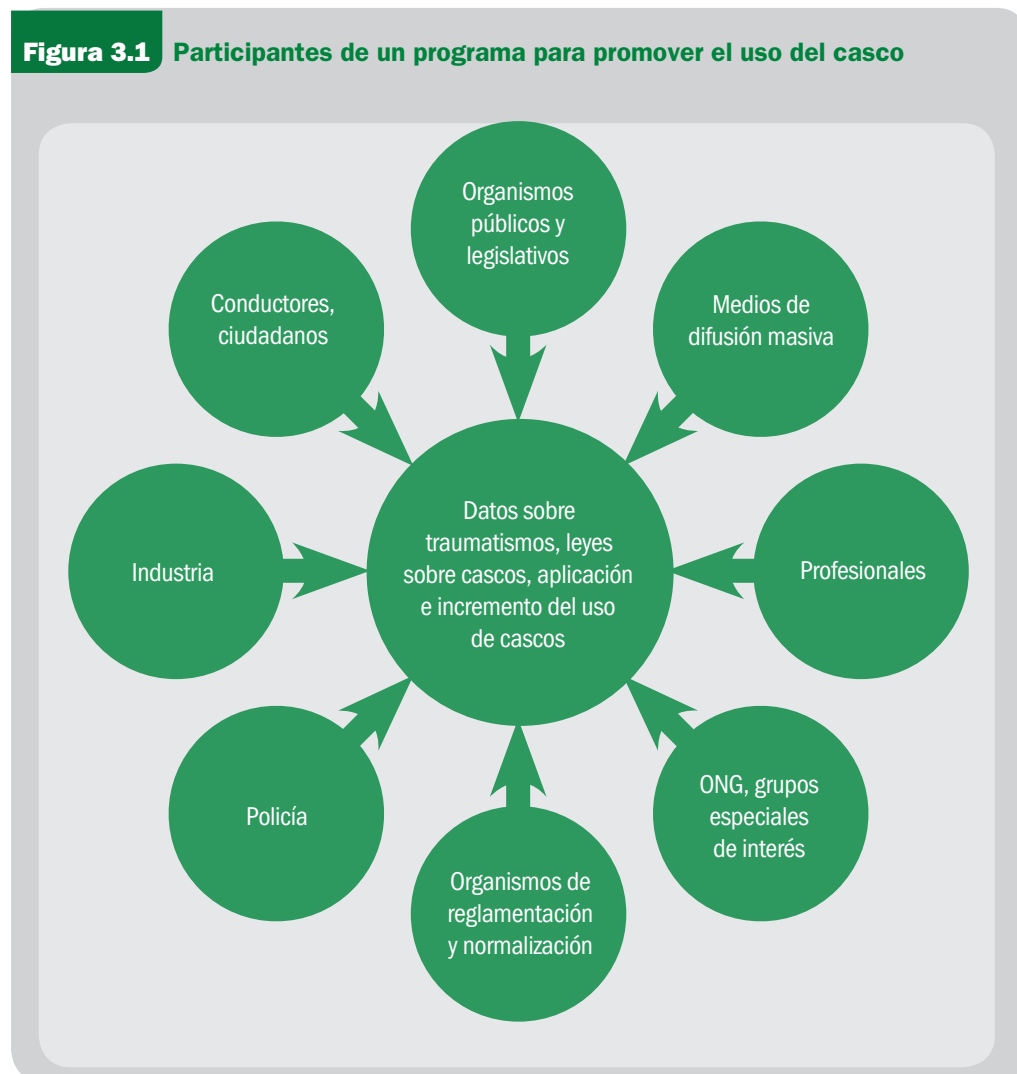 Figura 3.1 Participantes de un programa para promover el uso del casco
Organismos
públicos y
legislativos
Conductores,
ciudadanos
Medios de
difusión masiva
Industria
Datos sobre
traumatismos, leyes
sobre cascos, aplicación
e incremento del uso
de cascos
Profesionales
Policía
ONG, grupos
especiales
de interés
Organismos de
reglamentación
y normalización